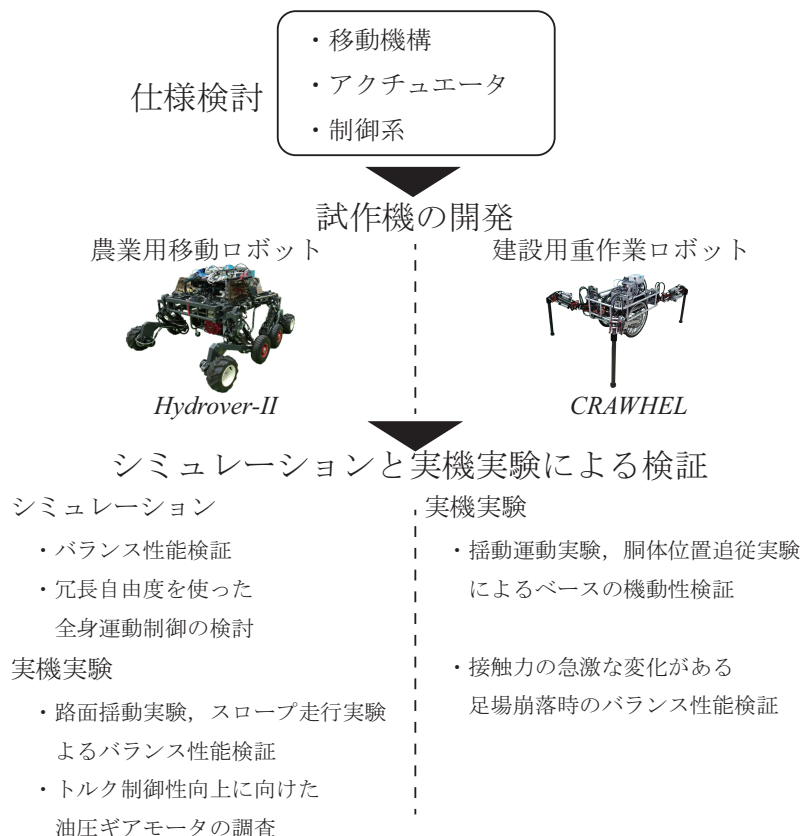 仕様検討
・移動機構
・アクチュエータ
・制御系
試作機の開発
農業用移動ロボット
Hydrover-II
建設用重作業ロボット
CRAWHEL
シミュレーションと実機実験による検証
シミュレーション
・バランス性能検証
・冗長自由度を使った
全身運動制御の検討
実機実験
・路面揺動実験，スロープ走行実験
よるバランス性能検証
・トルク制御性向上に向けた
油圧ギアモータの調査
実機実験
・揺動運動実験，胴体位置追従実験
によるベースの機動性検証
・接触力の急激な変化がある
足場崩落時のバランス性能検証